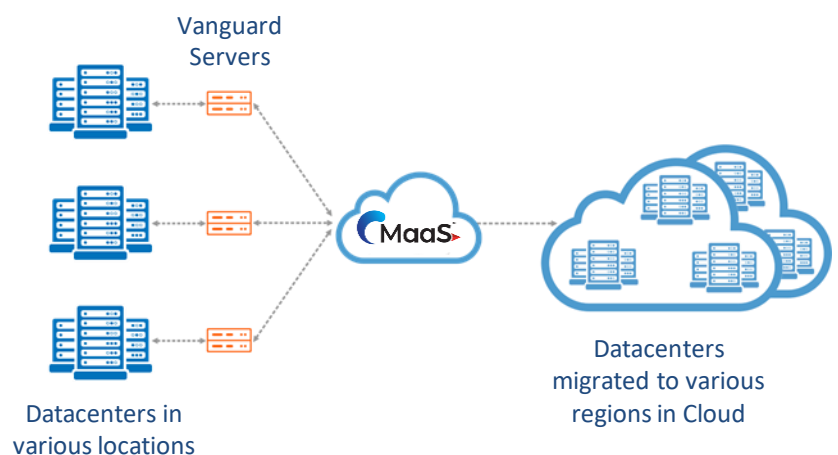 Vanguard
Servers
MaaS
Datacenters
migrated to various
regions in Cloud
Datacenters in
various locations